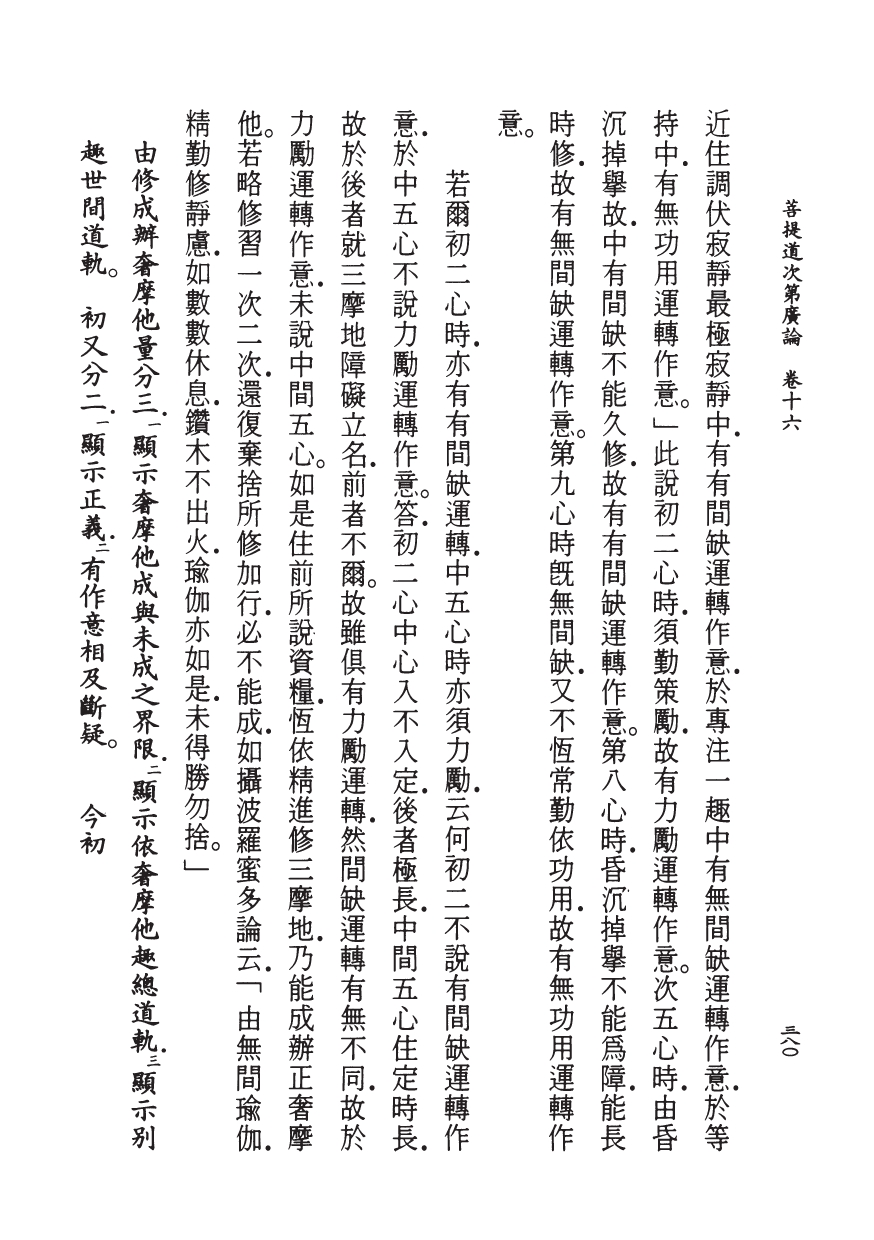 菩提道次第廣論　卷十六
三八〇
近住調伏寂靜最極寂靜中．有有間缺運轉作意．於專注一趣中有無間缺運轉作意．於等
持中．有無功用運轉作意。」此說初二心時．須勤策勵．故有力勵運轉作意。次五心時．由昏
沉掉擧故．中有間缺不能久修．故有有間缺運轉作意。第八心時．昏沉掉擧不能爲障．能長
時修．故有無間缺運轉作意。第九心時旣無間缺．又不恆常勤依功用．故有無功用運轉作
意。
若爾初二心時．亦有有間缺運轉．中五心時亦須力勵．云何初二不說有間缺運轉作
意．於中五心不說力勵運轉作意。答．初二心中心入不入定．後者極長．中間五心住定時長．
故於後者就三摩地障礙立名．前者不爾。故雖俱有力勵運轉．然間缺運轉有無不同．故於
力勵運轉作意．未說中間五心。如是住前所說資糧．恆依精進修三摩地．乃能成辦正奢摩
他。若略修習一次二次．還復棄捨所修加行．必不能成．如攝波羅蜜多論云．「由無間瑜伽．
精勤修靜慮．如數數休息．鑽木不出火．瑜伽亦如是．未得勝勿捨。」
由修成辦奢摩他量分三．一顯示奢摩他成與未成之界限．二顯示依奢摩他趣總道軌．三顯示別
趣世間道軌。　初又分二．一顯示正義．二有作意相及斷疑。　今初